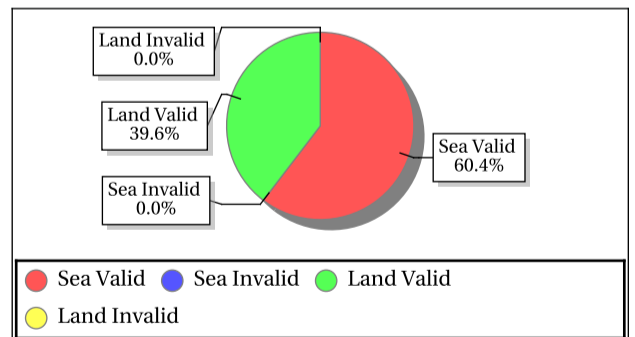 Land Invalid
0.0%
Land Valid
39.6%
Sea Valid
60.4%
Sea Invalid
0.0%
Sea Valid Sea Invalid Land Valid
Land Invalid